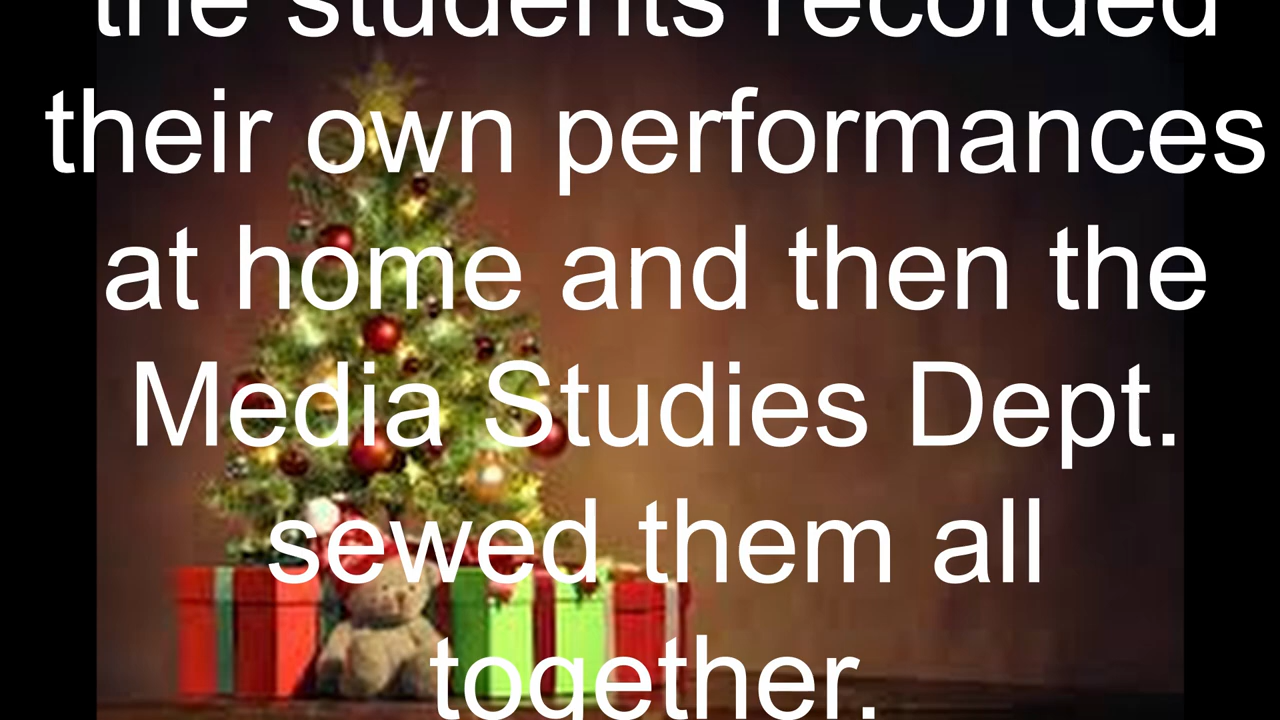 the students recorded
their own performances
at home and then the
Media Studies Dept.
sewed them all
together.